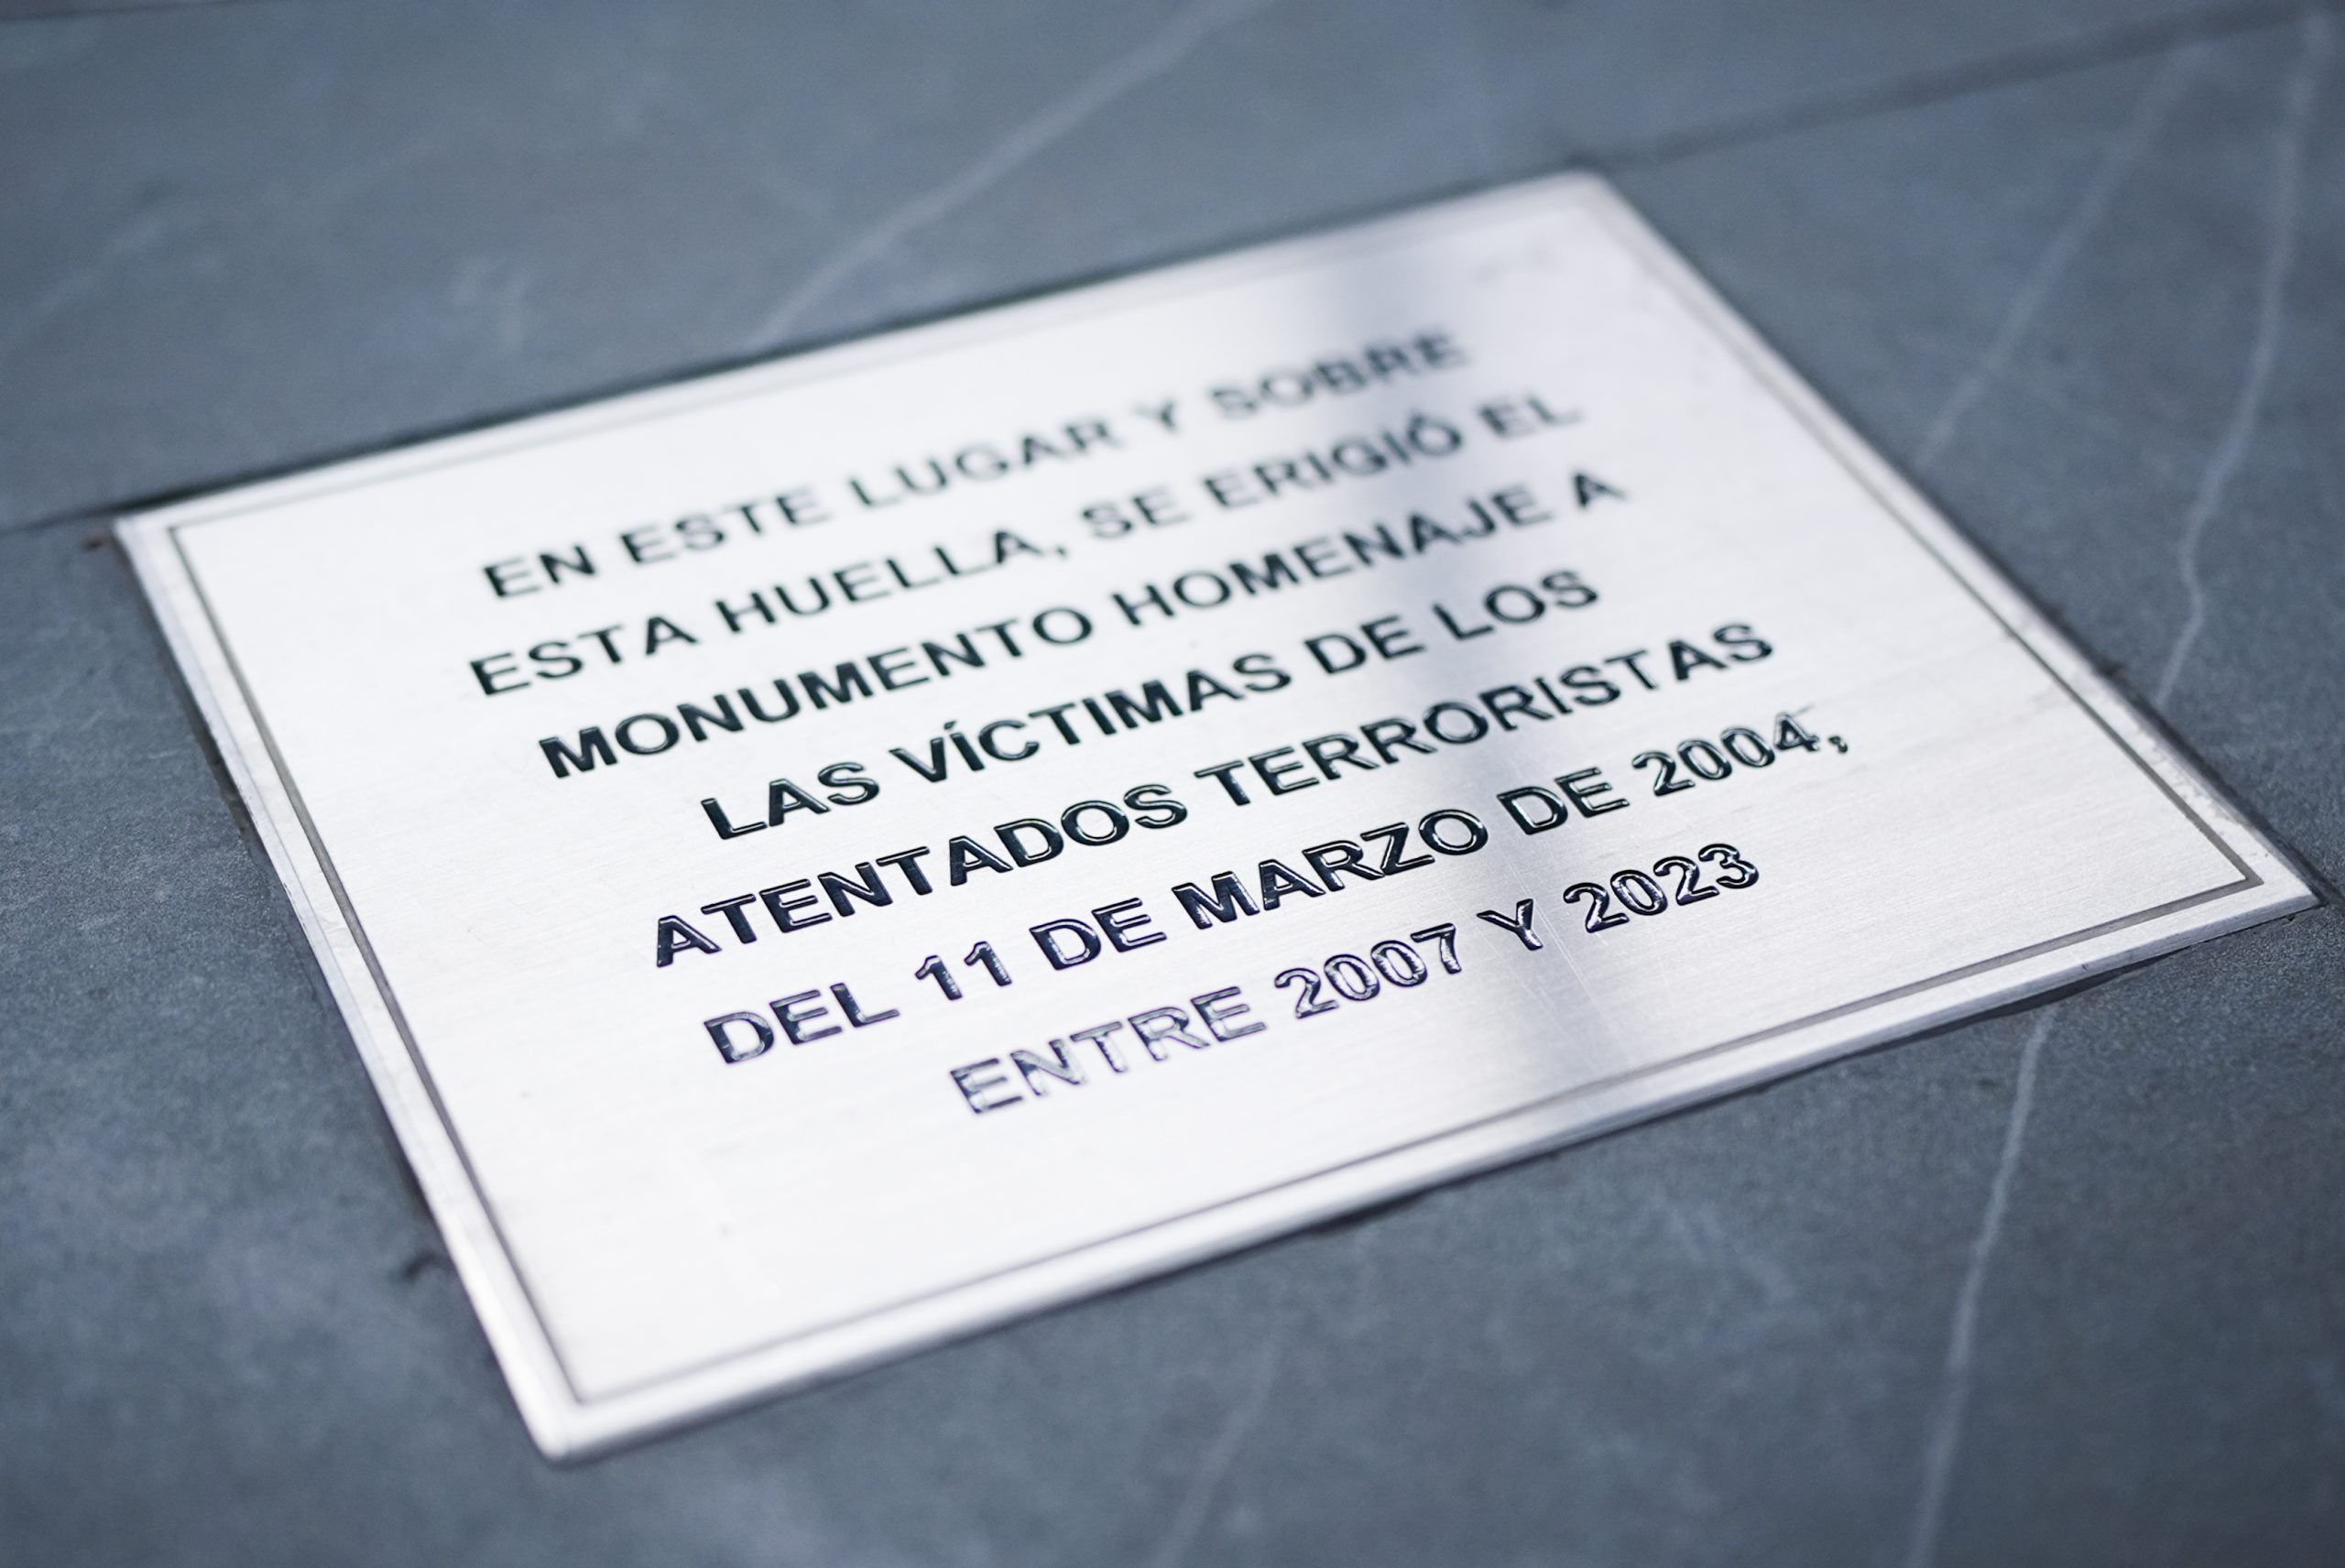 EN ESTE LUGAR Y SOBRE
ESTA HUELLA, SE ERIGIÓ EL
MONUMENTO HOMENAJE A
LAS VÍCTIMAS DE LOS
ATENTADOS TERRORISTAS
DEL 11 DE MARZO DE 2004,
ENTRE 2007 Y 2023